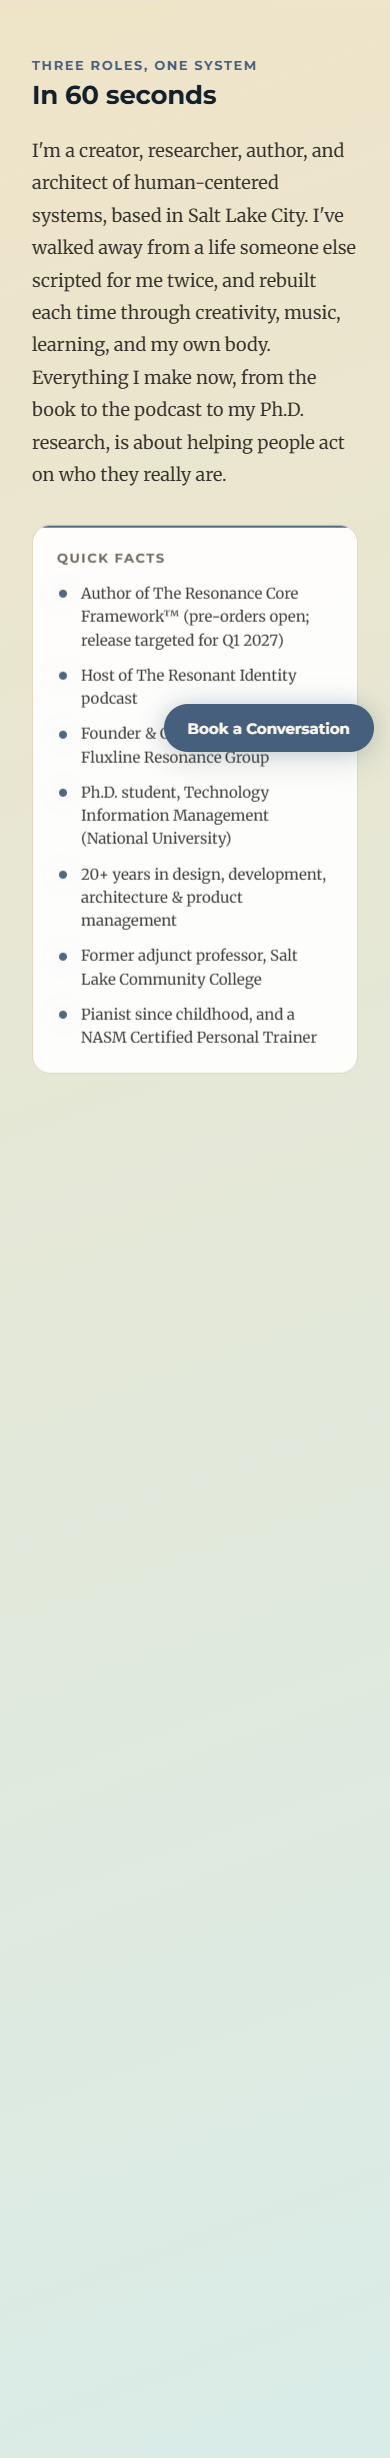 THREE ROLES, ONE SYSTEM
In 60 seconds
I'm a creator, researcher, author, and
architect of human-centered
systems, based in Salt Lake City. I've
walked away from a life someone else
scripted for me twice, and rebuilt
each time through creativity, music,
learning, and my own body.
Everything I make now, from the
book to the podcast to my Ph.D.
research, is about helping people act
on who they really are.
QUICK FACTS
Author of The Resonance Core
Framework™ (pre-orders open;
release targeted for Q1 2027)
Host of The Resonant Identity
podcast
Founder &
Book a Conversation
Fluxline Resonance Group
Ph.D. student, Technology
Information Management
(National University)
20+ years in design, development,
architecture & product
management
Former adjunct professor, Salt
Lake Community College
Pianist since childhood, and a
NASM Certified Personal Trainer